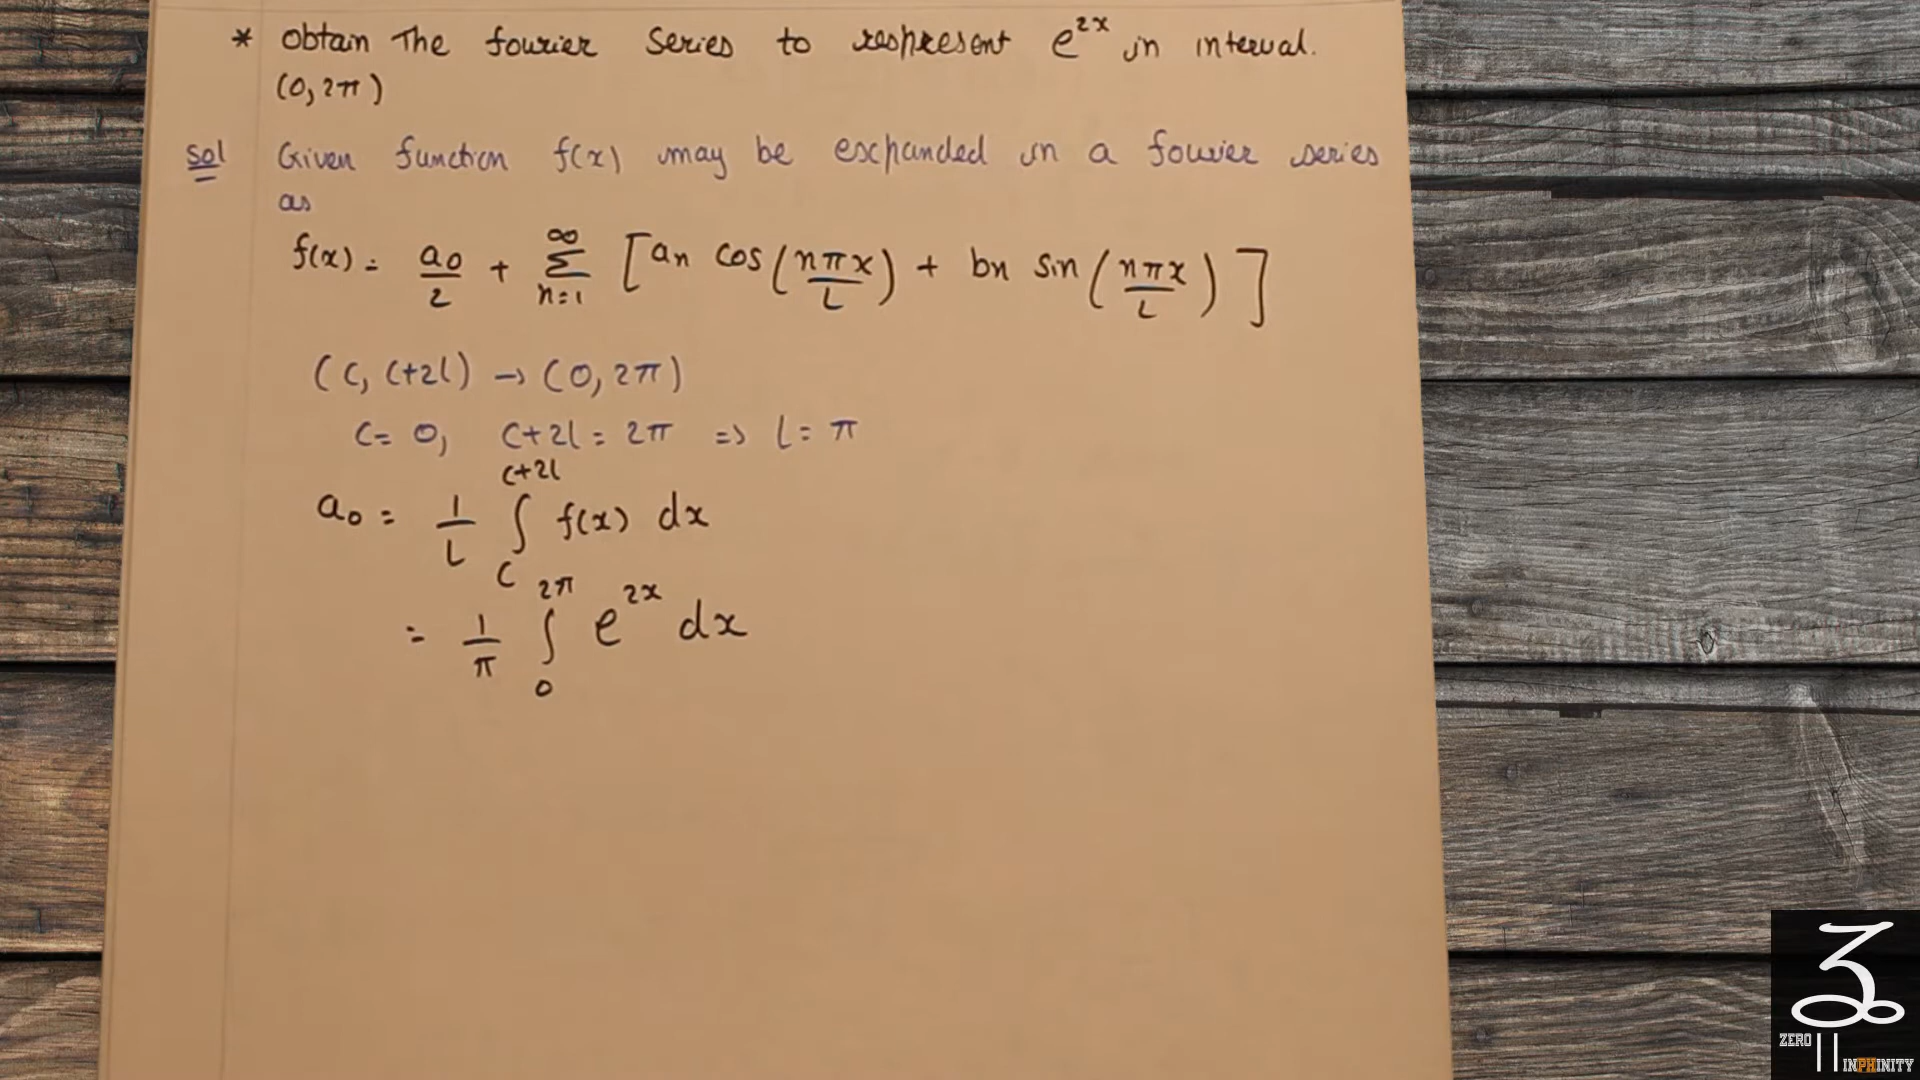 * Obtain The fourier series to respresent e^{2x} in interval.
(0, 2π)
Sol Given function f(x) may be expanded in a fourier series
as
f(x) = a0/2 + ∞ Σ n=1 [an cos(nπx/L) + bn sin(nπx/L)]
(C, C+2l) → (0, 2π)
C = 0, C+2l = 2π => L = π
a0 = 1/L ∫_C^{C+2l} f(x) dx
= 1/π ∫_0^{2π} e^{2x} dx
ZERO
INPHINITY